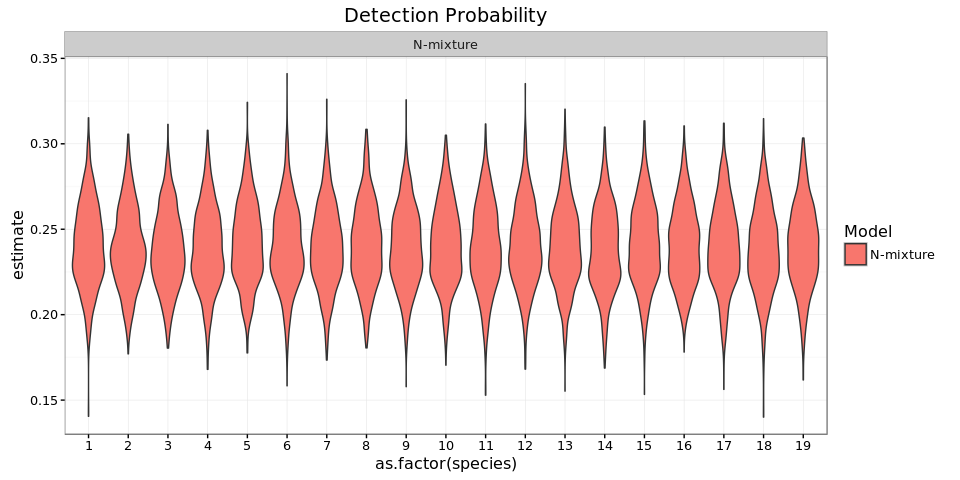 Detection Probability
N-mixture
0.35
0.30
0.25
0.20
0.15
estimate
1 2 3 4 5 6 7 8 9 10 11 12 13 14 15 16 17 18 19
as.factor(species)
Model
N-mixture